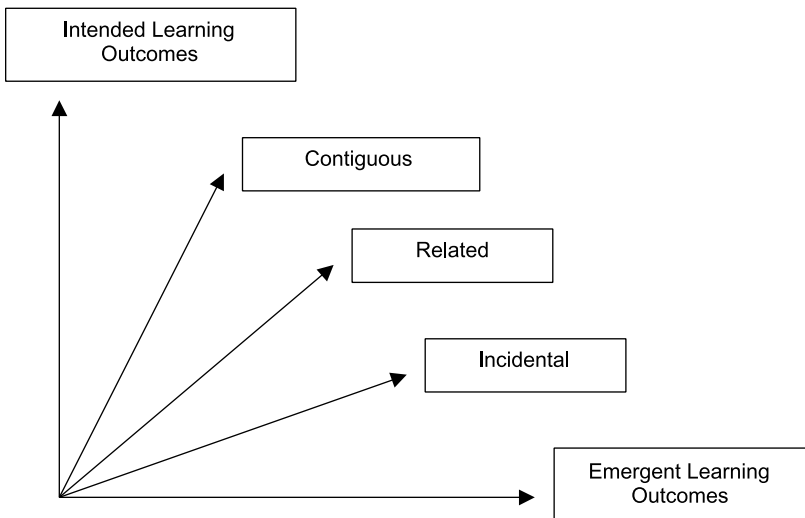 Intended Learning
Outcomes
Contiguous
Related
Incidental
Emergent Learning
Outcomes